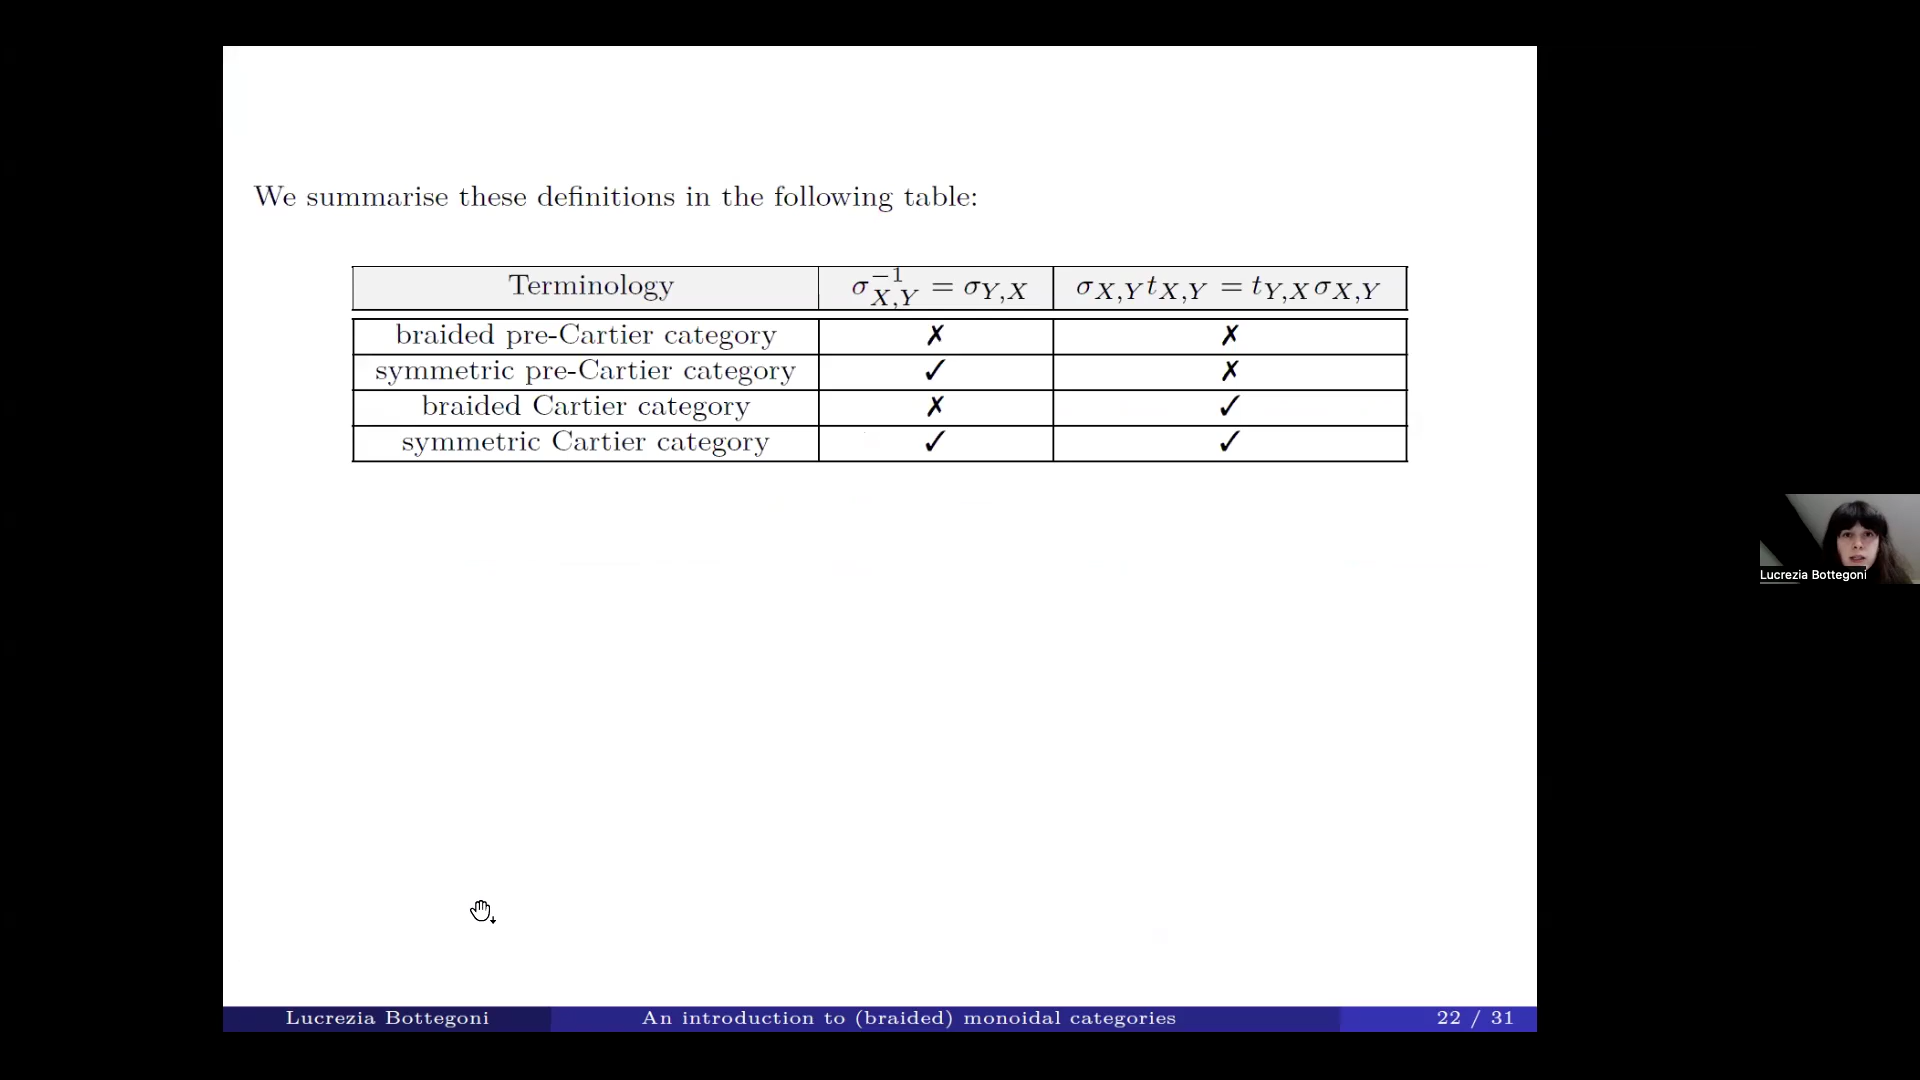 We summarise these definitions in the following table:
Terminology σ_{X,Y}^{-1} = σ_{Y,X} σ_{X,Y} t_{X,Y} = t_{Y,X} σ_{X,Y}
braided pre-Cartier category ✗ ✗
symmetric pre-Cartier category ✓ ✗
braided Cartier category ✗ ✓
symmetric Cartier category ✓ ✓
Lucrezia Bottegoni
Lucrezia Bottegoni An introduction to (braided) monoidal categories 22 / 31